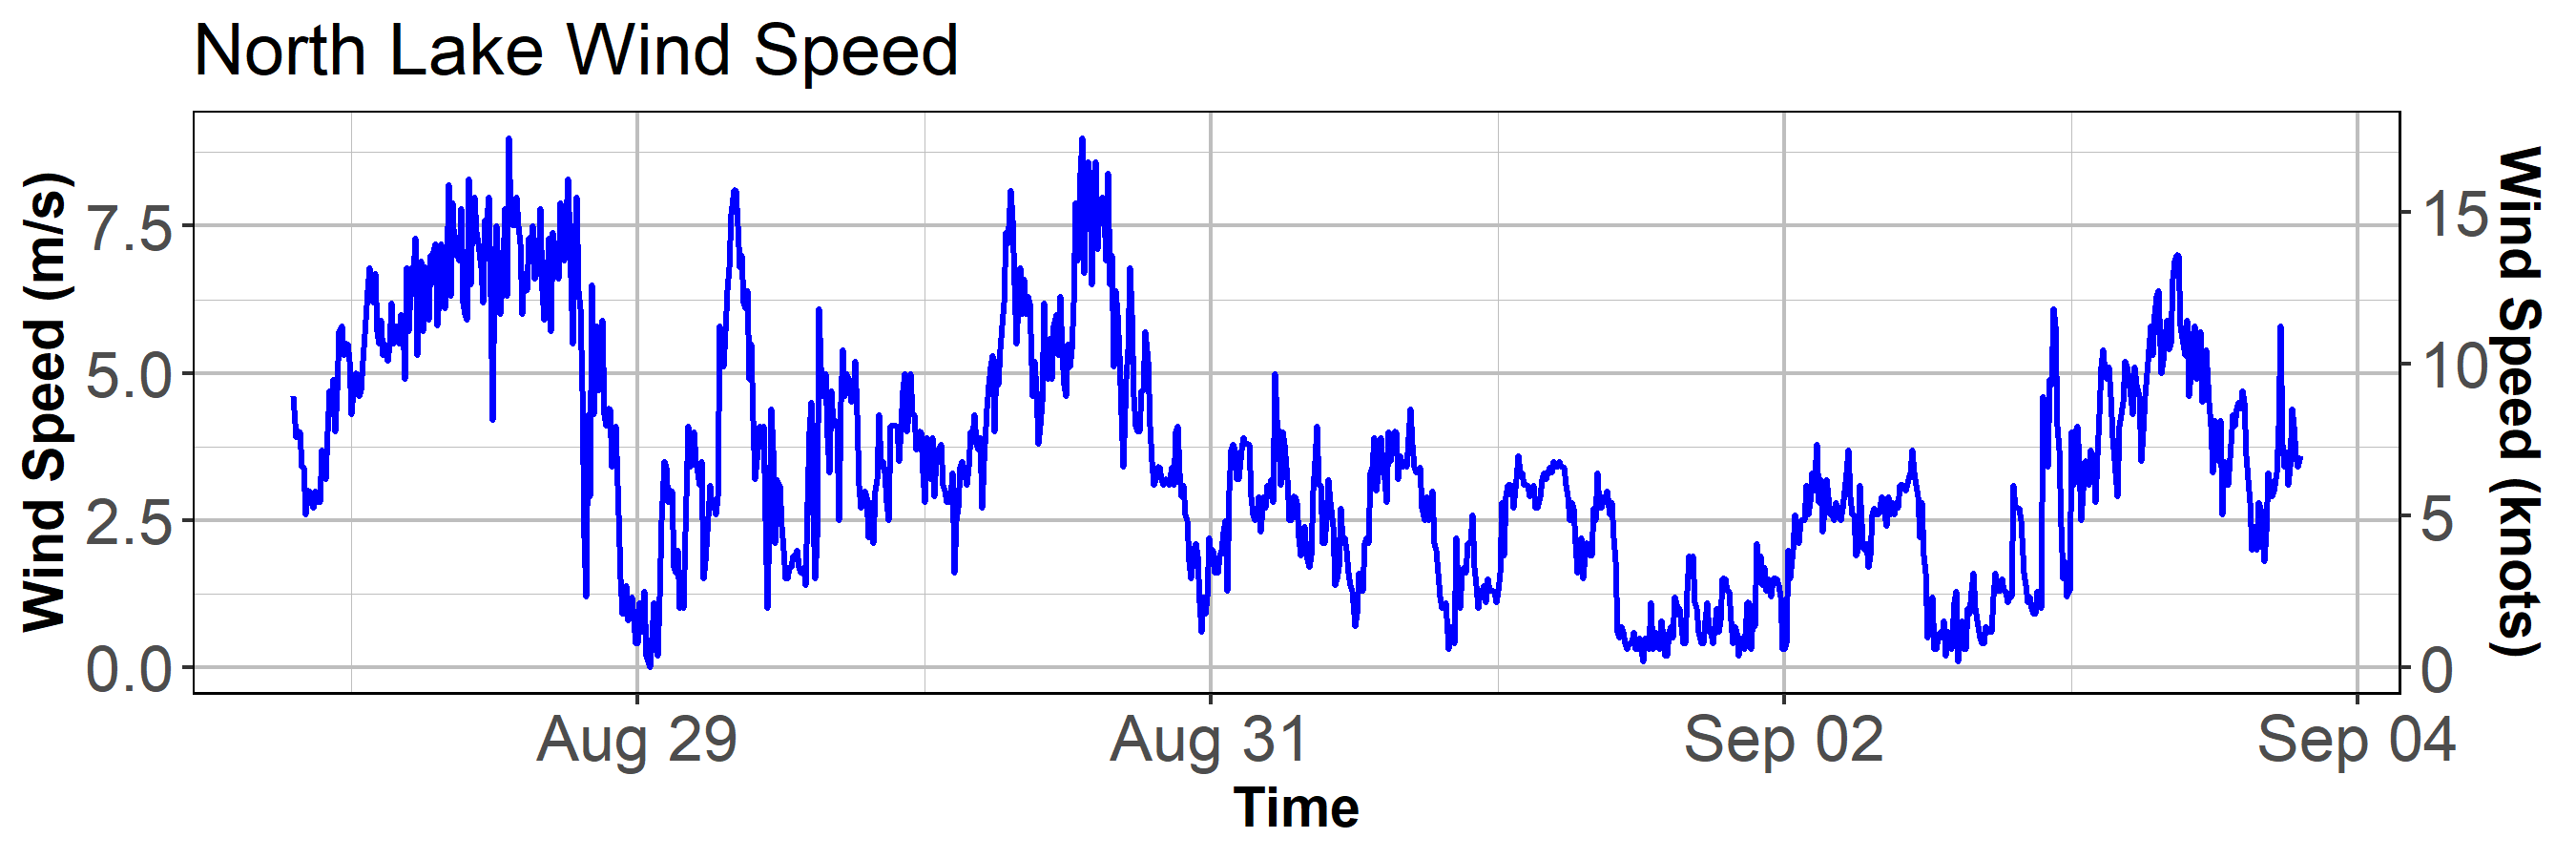 North Lake Wind Speed
Wind Speed (m/s)
7.5
5.0
2.5
0.0
15
10
5
0
Wind Speed (knots)
Aug 29
Aug 31
Sep 02
Sep 04
Time